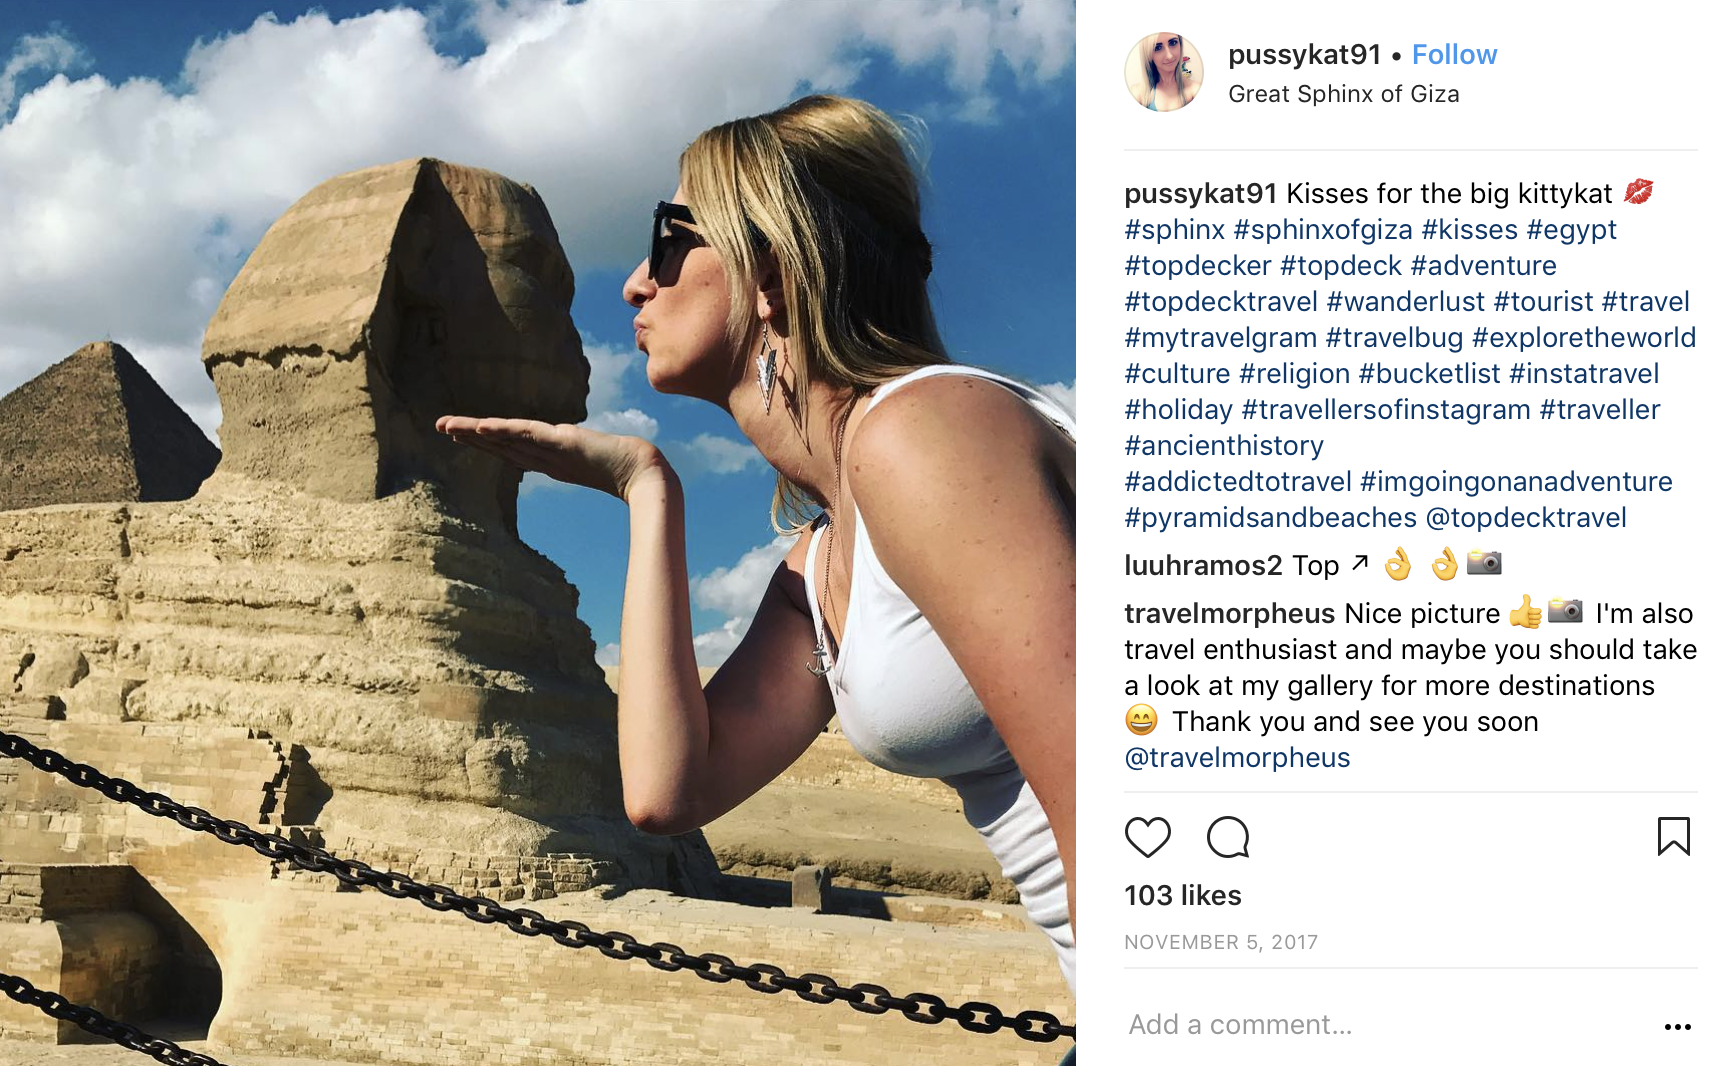 pussykat91 • Follow
Great Sphinx of Giza
pussykat91 Kisses for the big kittykat 💋
#sphinx #sphinxofgiza #kisses #egypt
#topdecker #topdeck #adventure
#topdecktravel #wanderlust #tourist #travel
#mytravelgram #travelbug #exploretheworld
#culture #religion #bucketlist #instatravel
#holiday #travellersofinstagram #traveller
#ancienthistory
#addictedtotravel #imgoingonanadventure
#pyramidsandbeaches @topdecktravel
luuhramos2 Top ↗ 👌 👌📸
travelmorpheus Nice picture 👍📸 I'm also
travel enthusiast and maybe you should take
a look at my gallery for more destinations
😄 Thank you and see you soon
@travelmorpheus
103 likes
NOVEMBER 5, 2017
Add a comment...